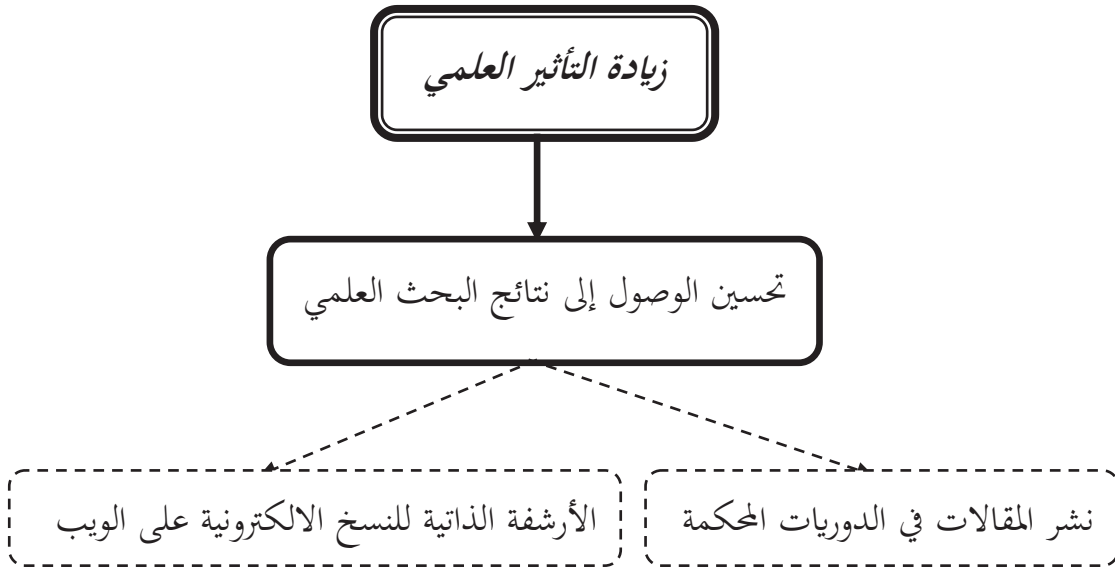 زيادة التأثير العلمي
تحسين الوصول إلى نتائج البحث العلمي
نشر المقالات في الدوريات المحكمة
الأرشفة الذاتية للنسخ الالكترونية على الويب